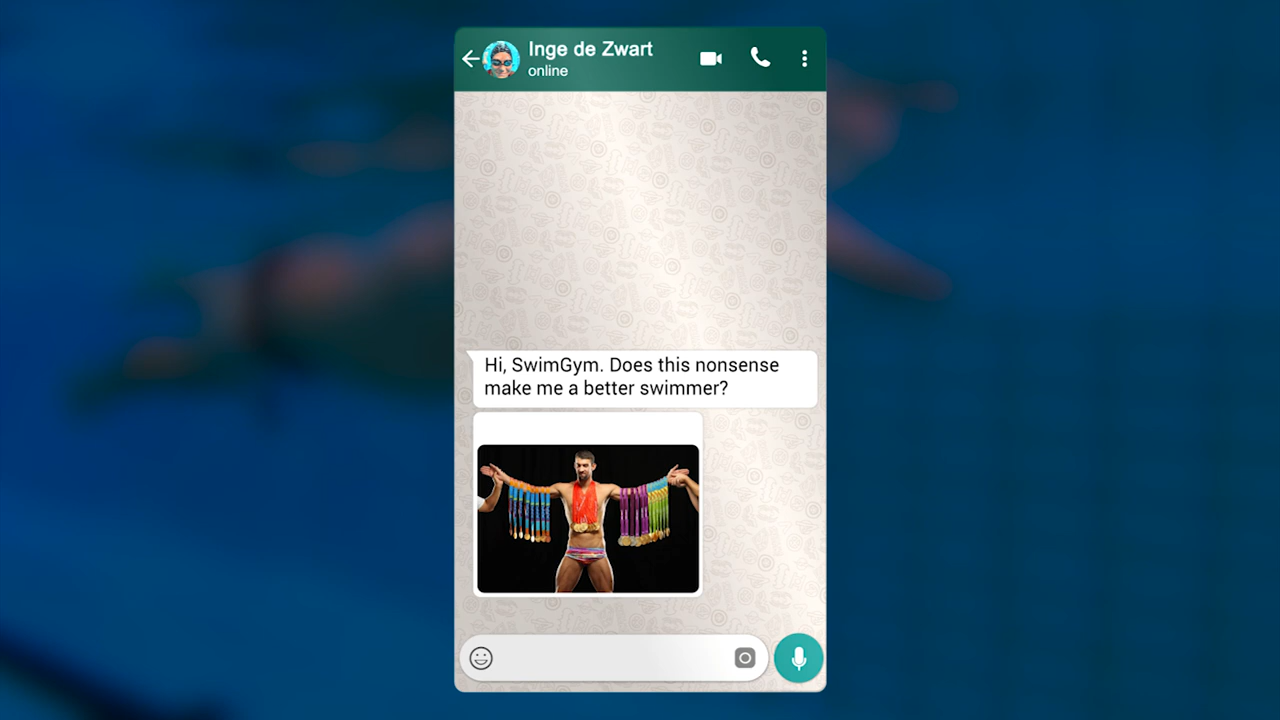 Inge de Zwart
online
Hi, SwimGym. Does this nonsense
make me a better swimmer?